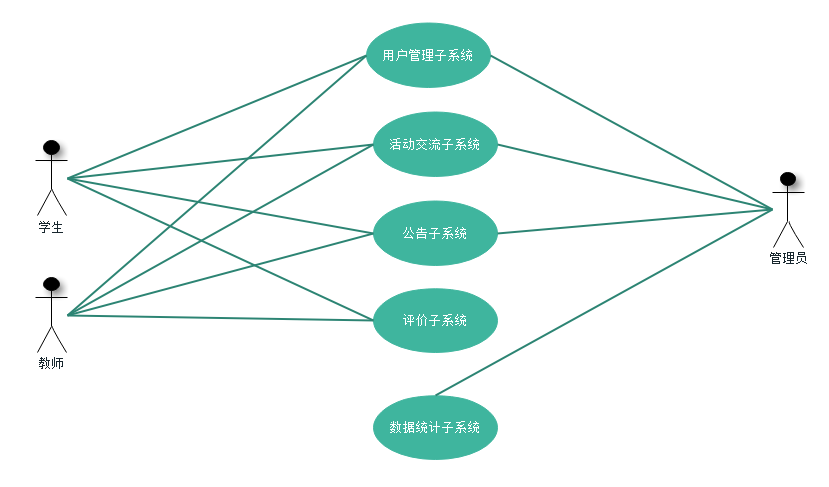 用户管理子系统
活动交流子系统
学生
公告子系统
管理员
评价子系统
教师
数据统计子系统